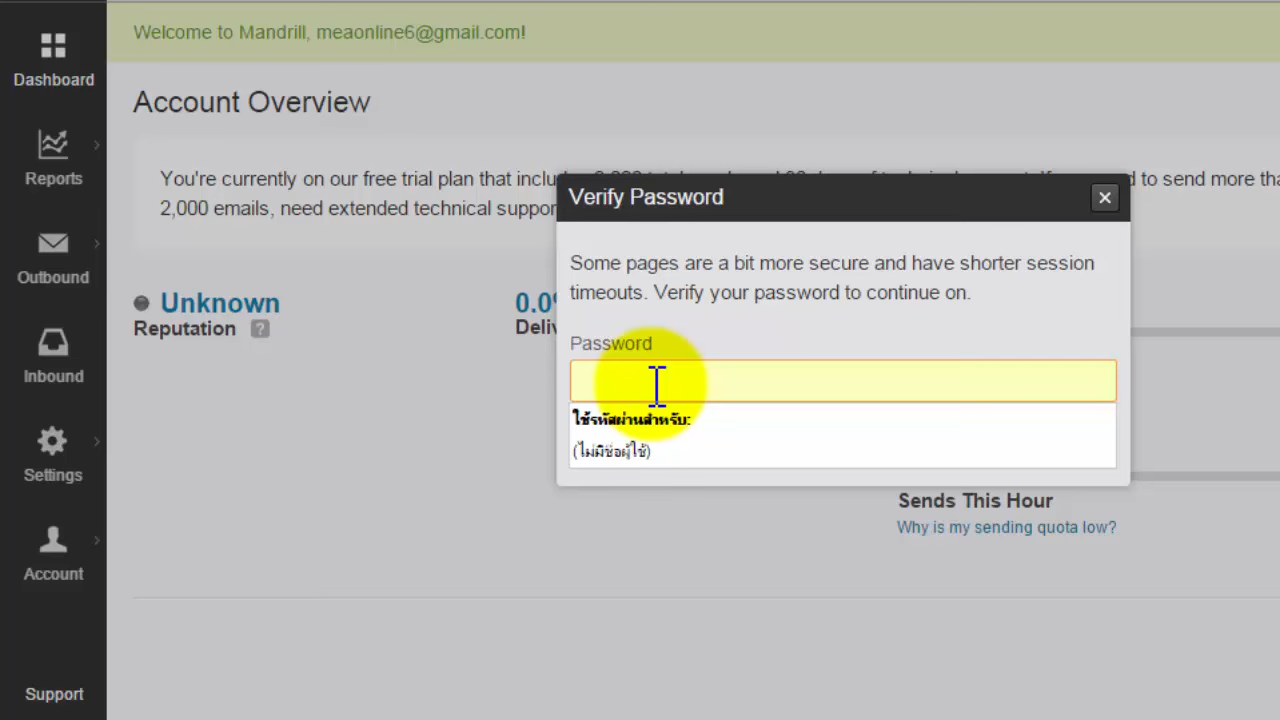 Welcome to Mandrill, meaonline6@gmail.com!
Dashboard
Reports
Outbound
Inbound
Settings
Account
Support
Account Overview
You're currently on our free trial plan that inclu
to send more tha
2,000 emails, need extended technical suppor
Unknown
Reputation ?
0.0%
Deliv
Verify Password
Some pages are a bit more secure and have shorter session
timeouts. Verify your password to continue on.
Password
ใช้รหัสผ่านสำหรับ:
(ไม่มีชื่อผู้ใช้)
Sends This Hour
Why is my sending quota low?